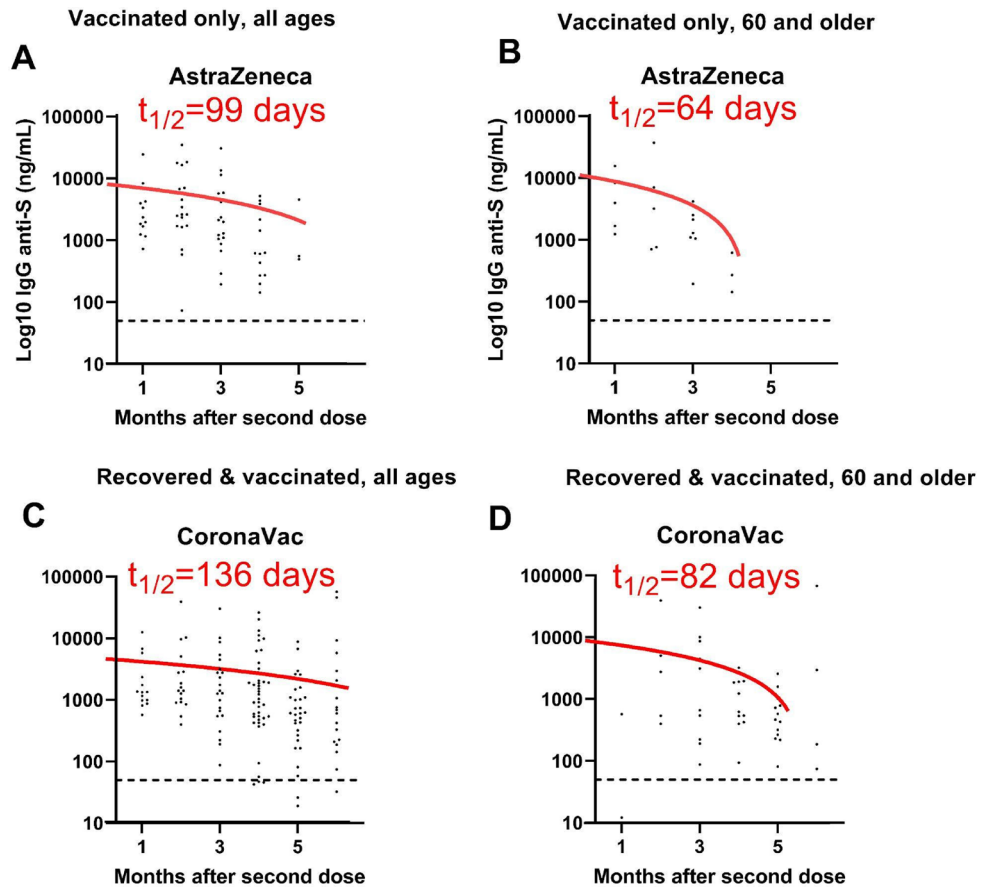 Vaccinated only, all ages
Vaccinated only, 60 and older
A
AstraZeneca
t1/2=99 days
Log10 IgG anti-S (ng/mL)
100000
10000
1000
100
10
1
3
5
Months after second dose
B
AstraZeneca
t1/2=64 days
Log10 IgG anti-S (ng/mL)
100000
10000
1000
100
10
1
3
5
Months after second dose
Recovered & vaccinated, all ages
Recovered & vaccinated, 60 and older
C
CoronaVac
t1/2=136 days
100000
10000
1000
100
10
1
3
5
Months after second dose
D
CoronaVac
t1/2=82 days
100000
10000
1000
100
10
1
3
5
Months after second dose